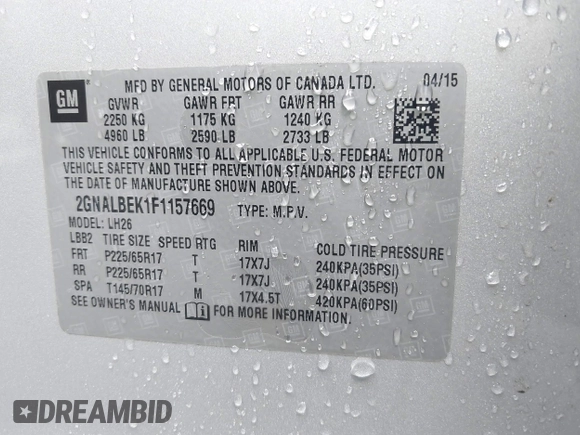 GM
MFD BY GENERAL MOTORS OF CANADA LTD. 04/15
GVWR GAWR FRT GAWR RR
2250 KG 1175 KG 1240 KG
4960 LB 2590 LB 2733 LB
THIS VEHICLE CONFORMS TO ALL APPLICABLE U.S. FEDERAL MOTOR
VEHICLE SAFETY AND THEFT PREVENTION STANDARDS IN EFFECT ON
THE DATE OF MANUFACTURE SHOWN ABOVE.
2GNALBEK1F1157669 TYPE: M.P.V.
MODEL: LH26
LBB2 TIRE SIZE SPEED RTG RIM COLD TIRE PRESSURE
FRT P225/65R17 T 17X7J 240KPA(35PSI)
RR P225/65R17 T 17X7J 240KPA(35PSI)
SPA T145/70R17 M 17X4.5T 420KPA(60PSI)
SEE OWNER'S MANUAL FOR MORE INFORMATION.
DREAMBID